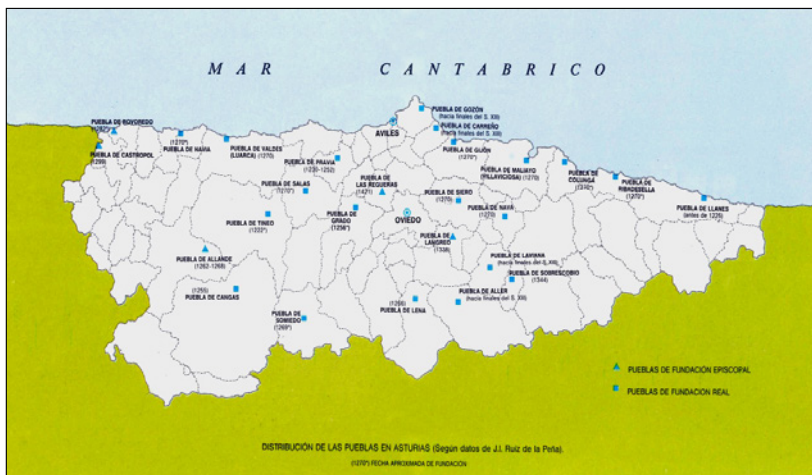 MAR CANTABRICO
PUEBLA DE GOZÓN
(hacia finales del S. XIII)
AVILES
PUEBLA DE CARREÑO
(hacia finales del S. XIII)
PUEBLA DE ROVOREDO
(1282*)
(1270*)
PUEBLA DE NAVIA
PUEBLA DE VALDES
(LUARCA) (1270)
PUEBLA DE GIJÓN
(1270*)
PUEBLA DE CASTROPOL
(1299)
PUEBLA DE PRAVIA
(1230-1252)
PUEBLA DE MALIAYO
(VILLAVICIOSA) (1270)
PUEBLA DE
COLUNGA
(1270*)
PUEBLA DE
RIBADESELLA
(1270*)
PUEBLA DE SALAS
(1270*)
PUEBLA DE
LAS REGUERAS
(1421)
PUEBLA DE SIERO
(1270)
PUEBLA DE NAVA
(1270)
PUEBLA DE LLANES
(antes de 1226)
PUEBLA DE TINEO
(1222*)
PUEBLA DE
GRADO
(1256*)
OVIEDO
PUEBLA DE
LANGREO
(1338)
PUEBLA DE ALLANDE
(1262-1268)
PUEBLA DE LAVIANA
(hacia finales del S. XIII)
PUEBLA DE SOBRESCOBIO
(1344)
(1255)
PUEBLA DE CANGAS
PUEBLA DE ALLER
(hacia finales del S. XIII)
PUEBLA DE LENA
PUEBLA DE
SOMIEDO
(1269*)
PUEBLAS DE FUNDACIÓN EPISCOPAL
PUEBLAS DE FUNDACION REAL
DISTRIBUCIÓN DE LAS PUEBLAS EN ASTURIAS (Según datos de J.I. Ruiz de la Peña).
(1270*) FECHA APROXIMADA DE FUNDACIÓN